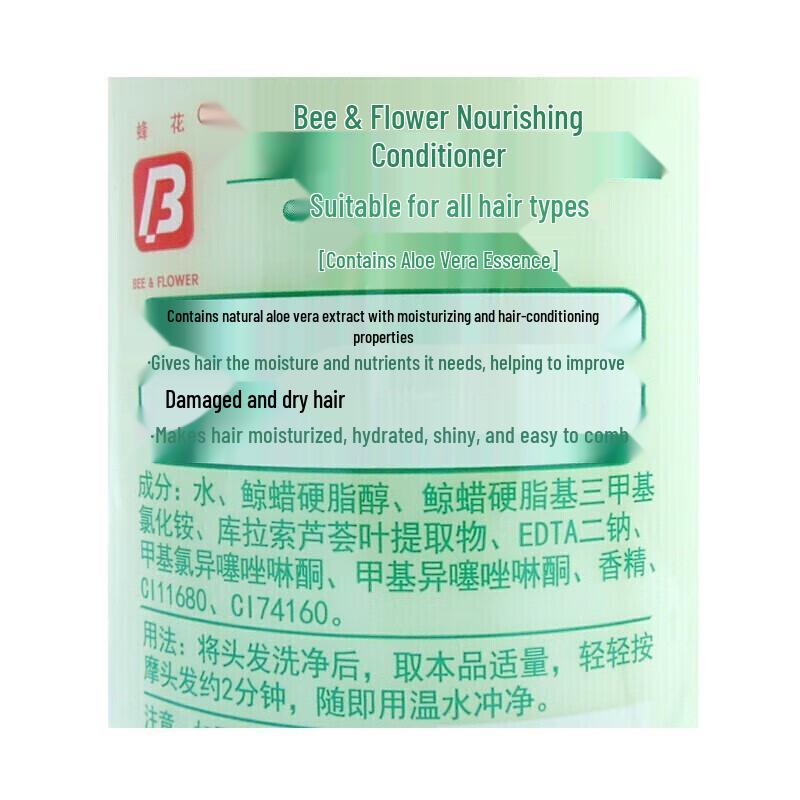 蜂 花
B
BEE & FLOWER
Bee & Flower Nourishing
Conditioner
Suitable for all hair types
[Contains Aloe Vera Essence]
Contains natural aloe vera extract with moisturizing and hair-conditioning
properties
·Gives hair the moisture and nutrients it needs, helping to improve
Damaged and dry hair
·Makes hair moisturized, hydrated, shiny, and easy to comb
成分：水、鲸蜡硬脂醇、鲸蜡硬脂基三甲基
氯化铵、库拉索芦荟叶提取物、EDTA二钠、
甲基氯异噻唑啉酮、甲基异噻唑啉酮、香精、
CI11680、CI74160。
用法：将头发洗净后，取本品适量，轻轻按
摩头发约2分钟，随即用温水冲净。
注意